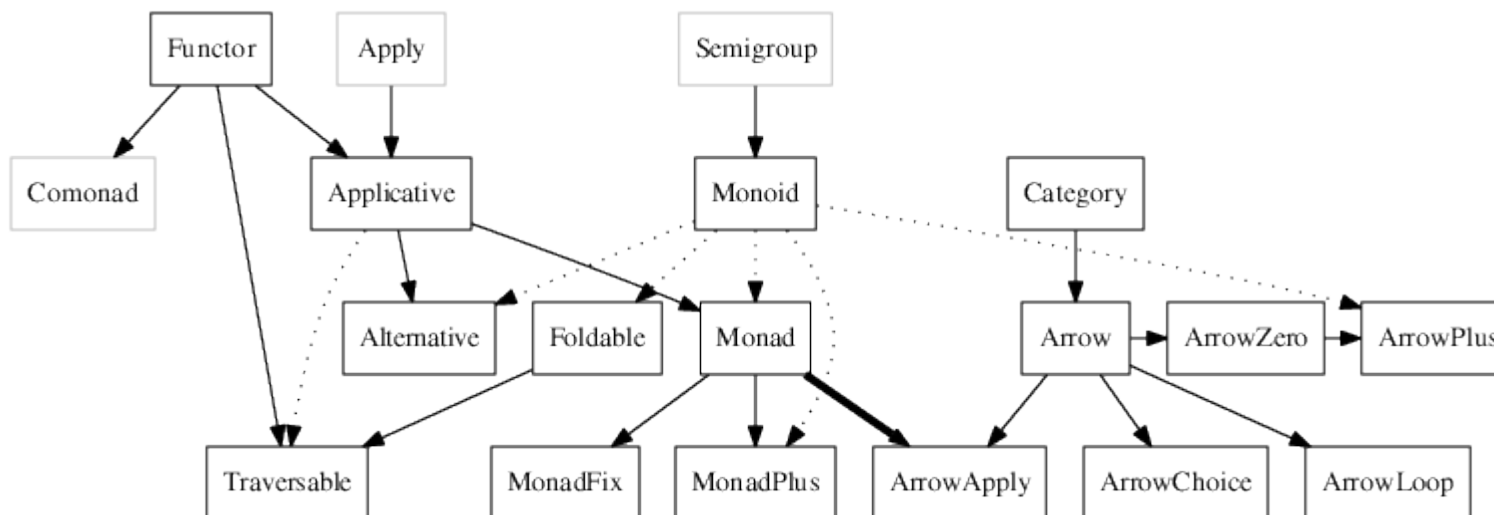 Functor
Apply
Semigroup
Comonad
Applicative
Monoid
Category
Alternative
Foldable
Monad
Arrow
ArrowZero
ArrowPlus
Traversable
MonadFix
MonadPlus
ArrowApply
ArrowChoice
ArrowLoop